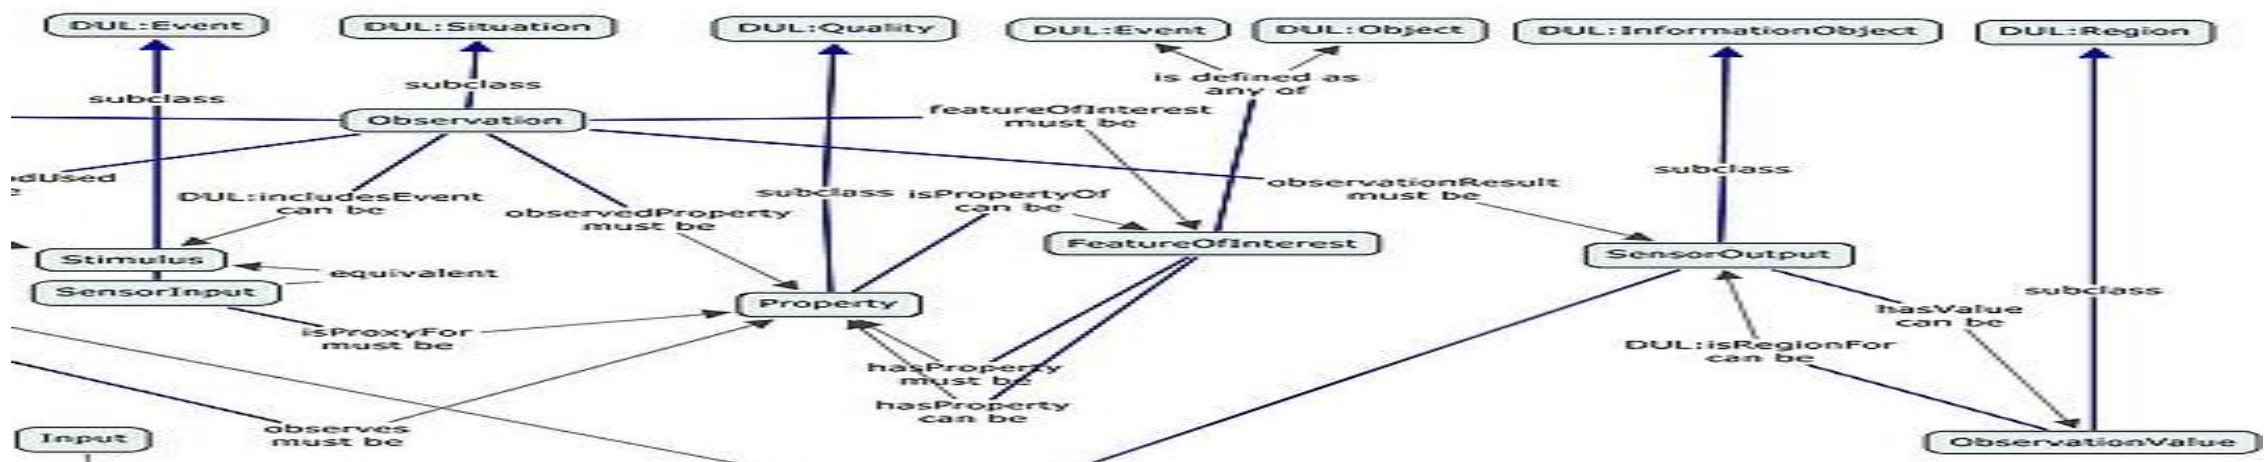 DUL:Event
DUL:Situation
DUL:Quality
DUL:Event
DUL:Object
DUL:InformationObject
DUL:Region
is defined as
any of
subclass
subclass
featureOfInterest
must be
Observation
subclass
odUsed
DUL:includesEvent
can be
observedProperty
must be
subclass
isPropertyOf
can be
observationResult
must be
Stimulus
equivalent
SensorInput
FeatureOfInterest
SensorOutput
subclass
Property
isProxyFor
must be
hasValue
can be
DUL:isRegionFor
can be
hasProperty
must be
hasProperty
can be
observes
must be
Input
ObservationValue